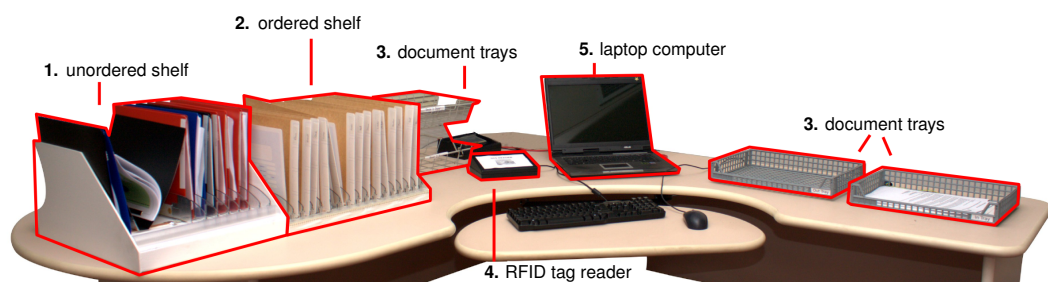 2. ordered shelf
3. document trays
5. laptop computer
1. unordered shelf
3. document trays
4. RFID tag reader